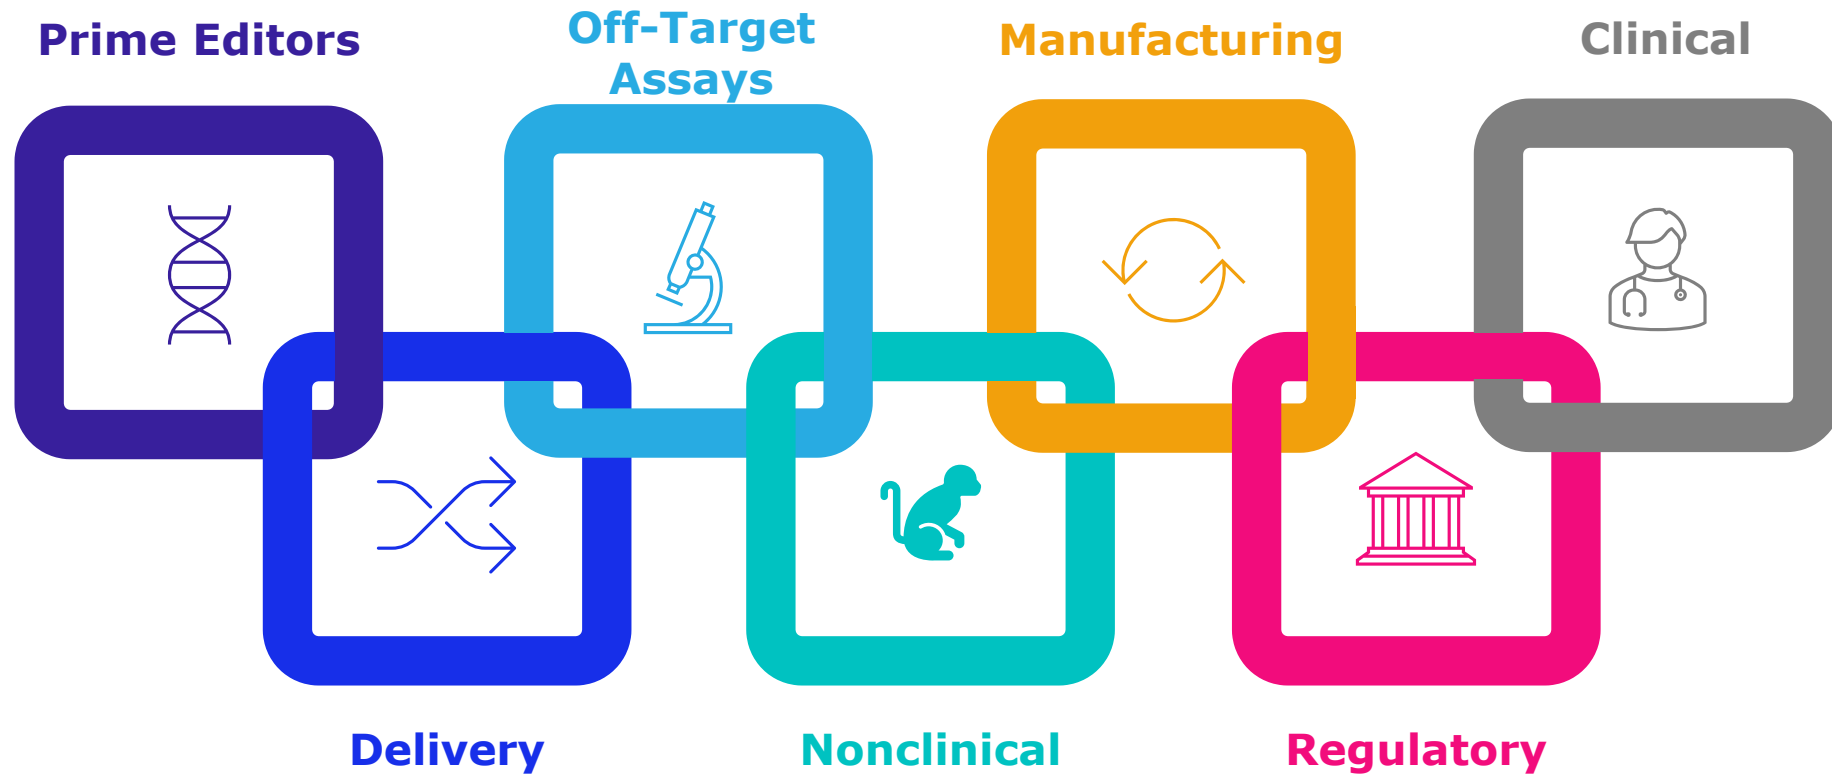 Prime Editors
Off-Target
Assays
Manufacturing
Clinical
Delivery
Nonclinical
Regulatory